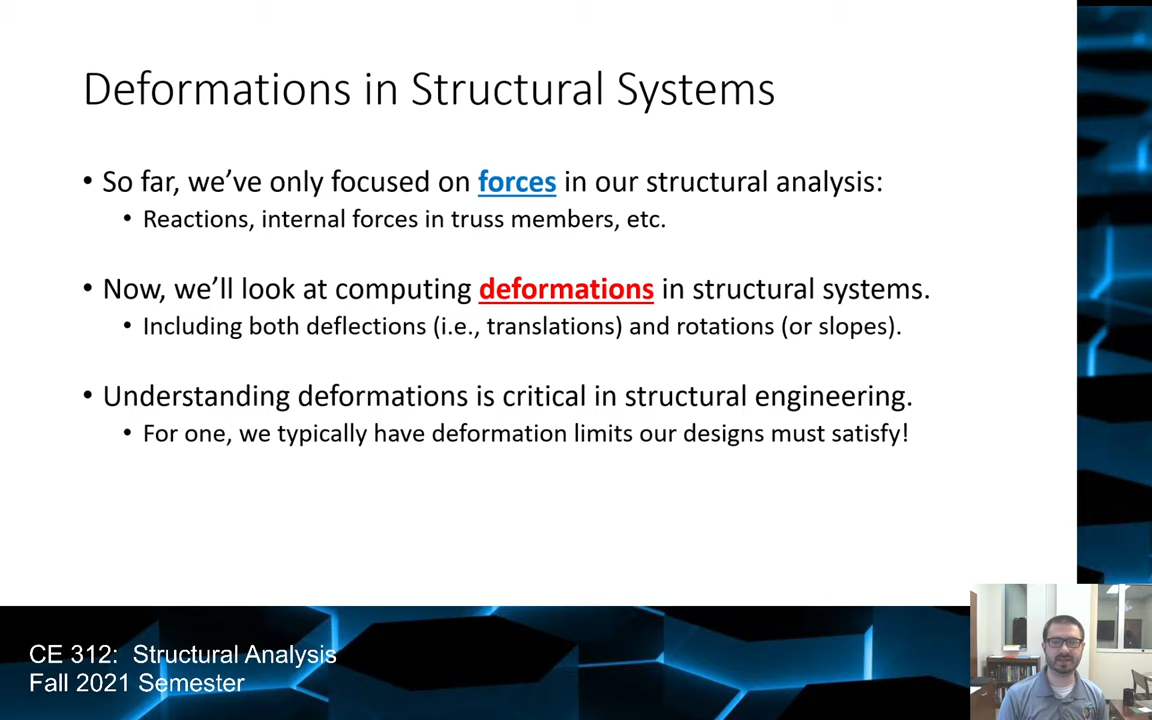 Deformations in Structural Systems
• So far, we've only focused on forces in our structural analysis:
• Reactions, internal forces in truss members, etc.
• Now, we'll look at computing deformations in structural systems.
• Including both deflections (i.e., translations) and rotations (or slopes).
• Understanding deformations is critical in structural engineering.
• For one, we typically have deformation limits our designs must satisfy!
CE 312: Structural Analysis
Fall 2021 Semester